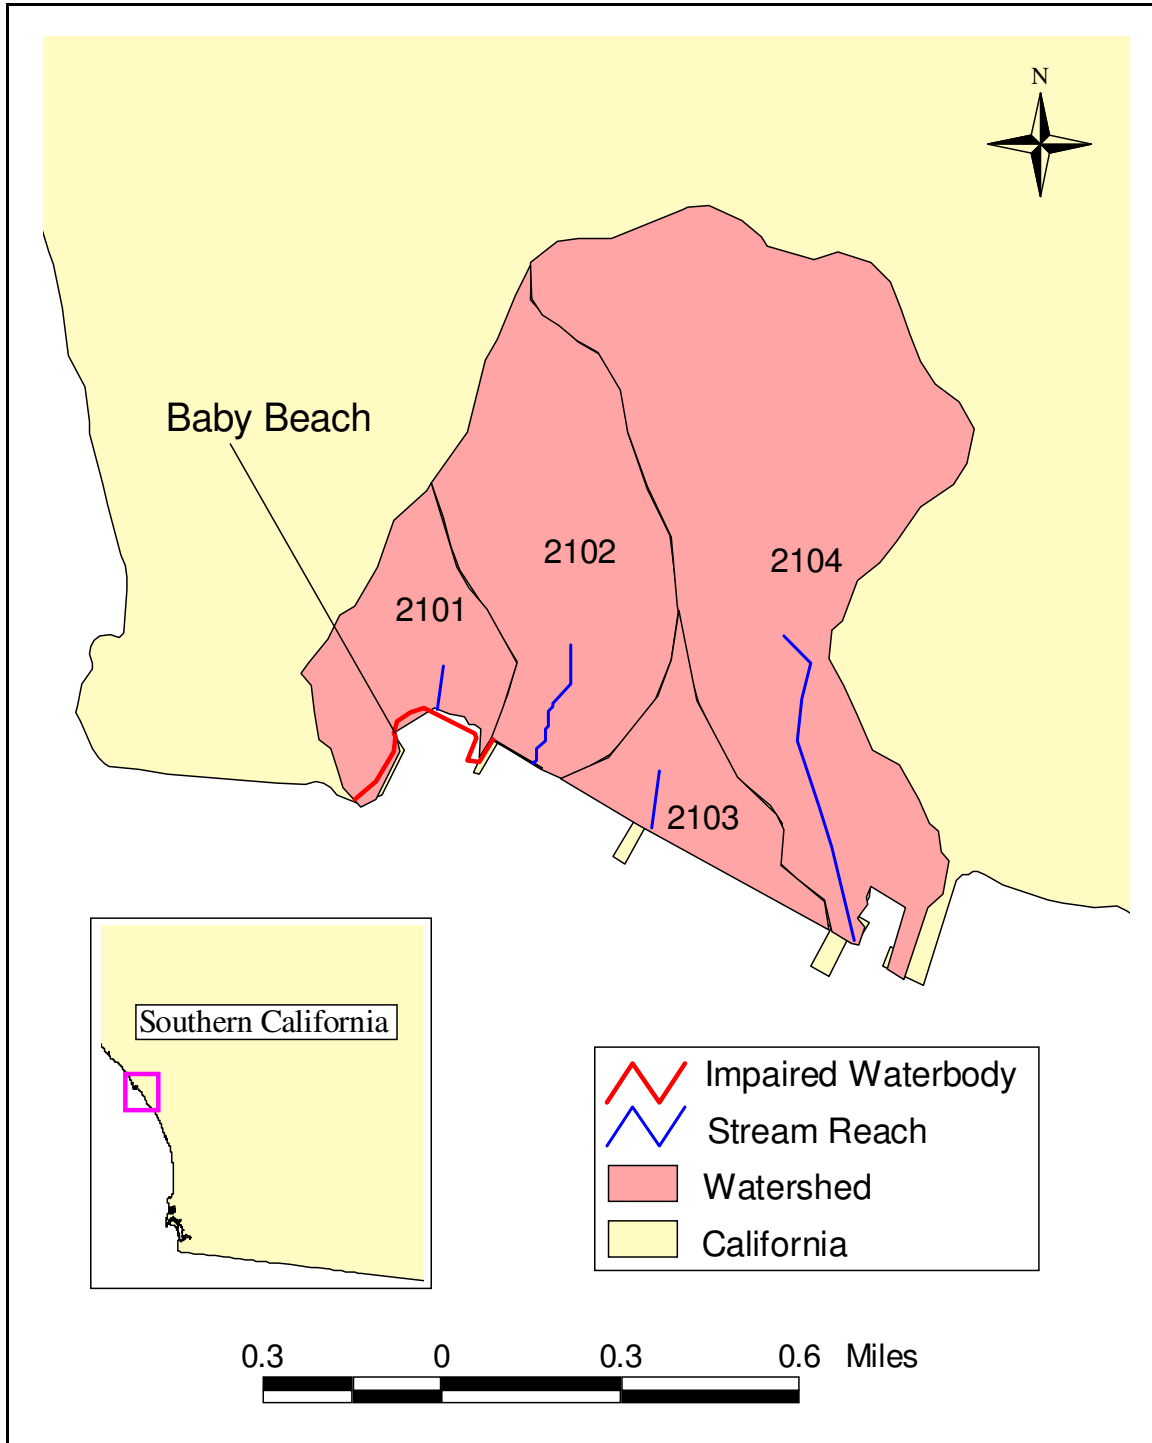 N
Baby Beach
2102
2104
2101
2103
Southern California
Impaired Waterbody
Stream Reach
Watershed
California
0.3 0 0.3 0.6 Miles